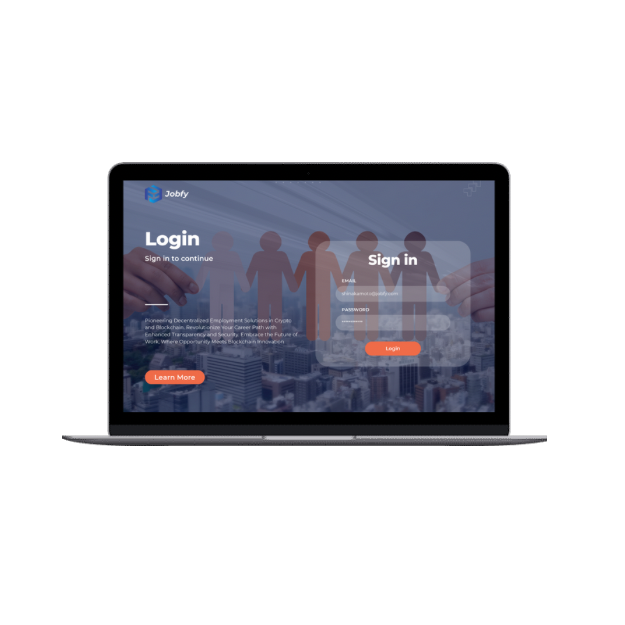 Jobfy
Login
Sign in to continue
Pioneering Decentralized Employment Solutions in Crypto
and Blockchain. Revolutionize Your Career Path with
Enhanced Transparency and Security. Embrace the Future of
Work, Where Opportunity Meets Blockchain Innovation
Learn More
Sign in
EMAIL
PASSWORD
Login